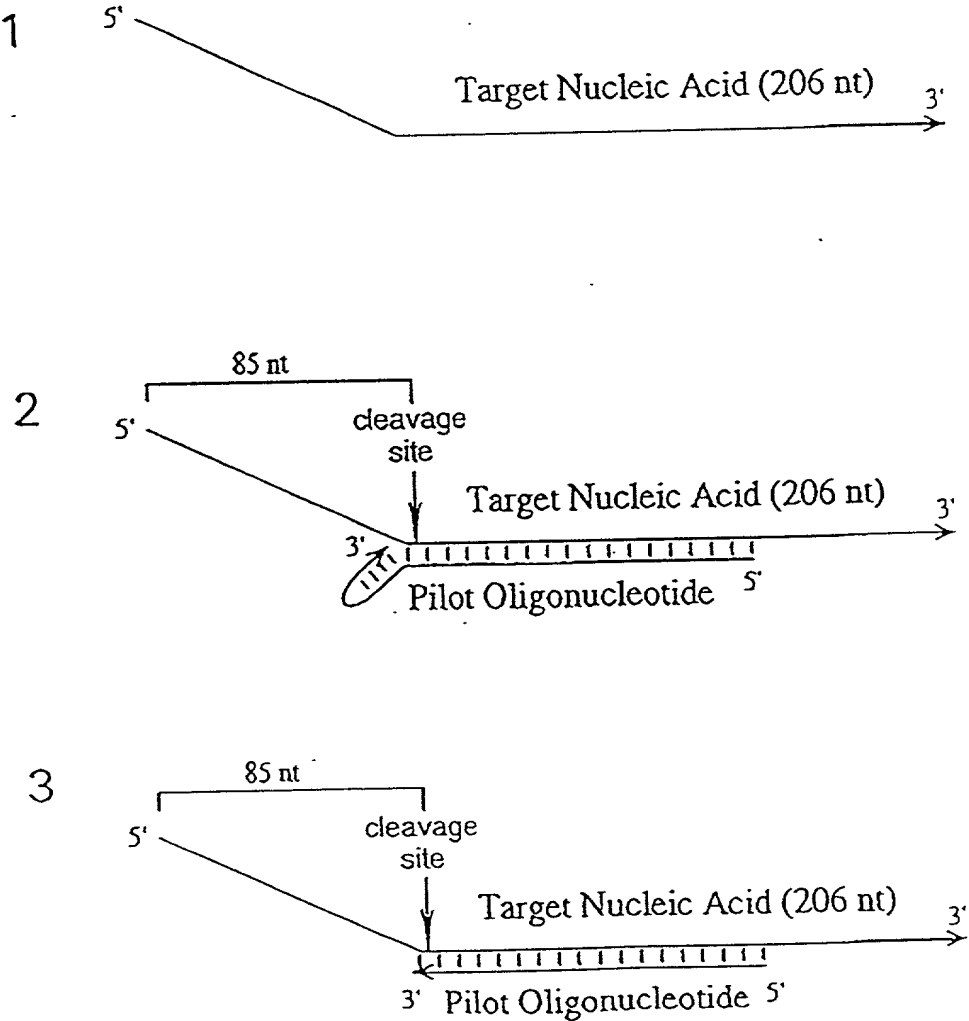 1
5'
Target Nucleic Acid (206 nt)
3'
2
85 nt
5'
cleavage
site
Target Nucleic Acid (206 nt)
3'
3'
Pilot Oligonucleotide
5'
3
85 nt
5'
cleavage
site
Target Nucleic Acid (206 nt)
3'
3'
Pilot Oligonucleotide
5'